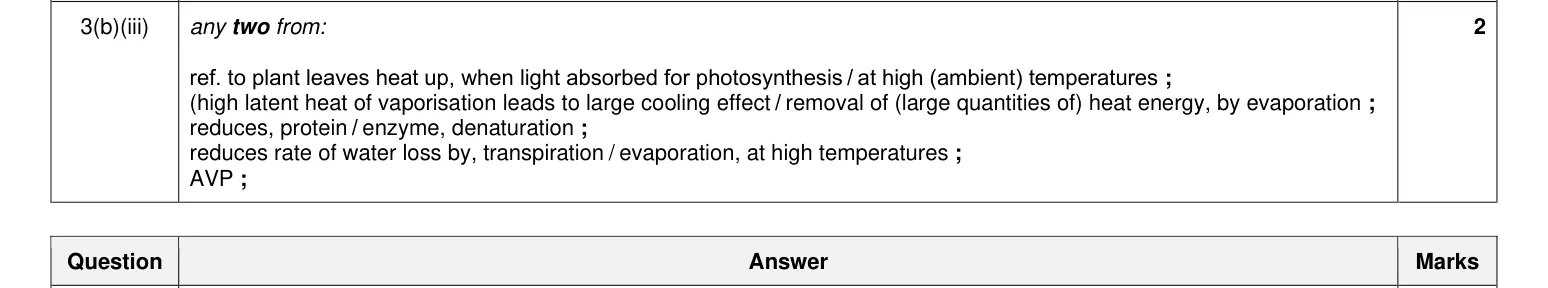 3(b)(iii) any two from: 2
ref. to plant leaves heat up, when light absorbed for photosynthesis / at high (ambient) temperatures ;
(high latent heat of vaporisation leads to large cooling effect / removal of (large quantities of) heat energy, by evaporation ;
reduces, protein / enzyme, denaturation ;
reduces rate of water loss by, transpiration / evaporation, at high temperatures ;
AVP ;
Question Answer Marks